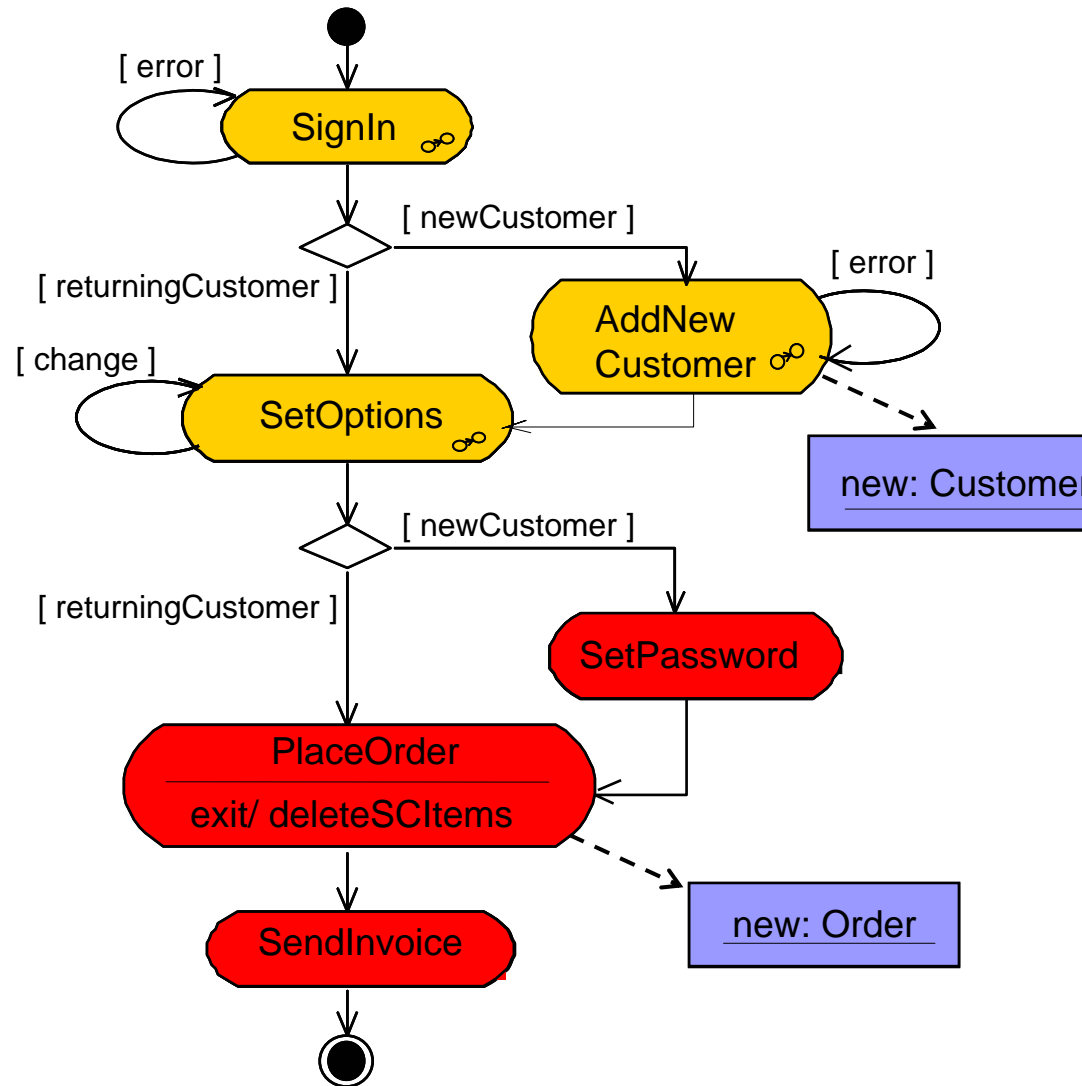 [ error ]
SignIn
[ newCustomer ]
[ returningCustomer ]
[ error ]
AddNew
Customer
[ change ]
SetOptions
new: Customer
[ newCustomer ]
[ returningCustomer ]
SetPassword
PlaceOrder
exit/ deleteSCItems
new: Order
SendInvoice